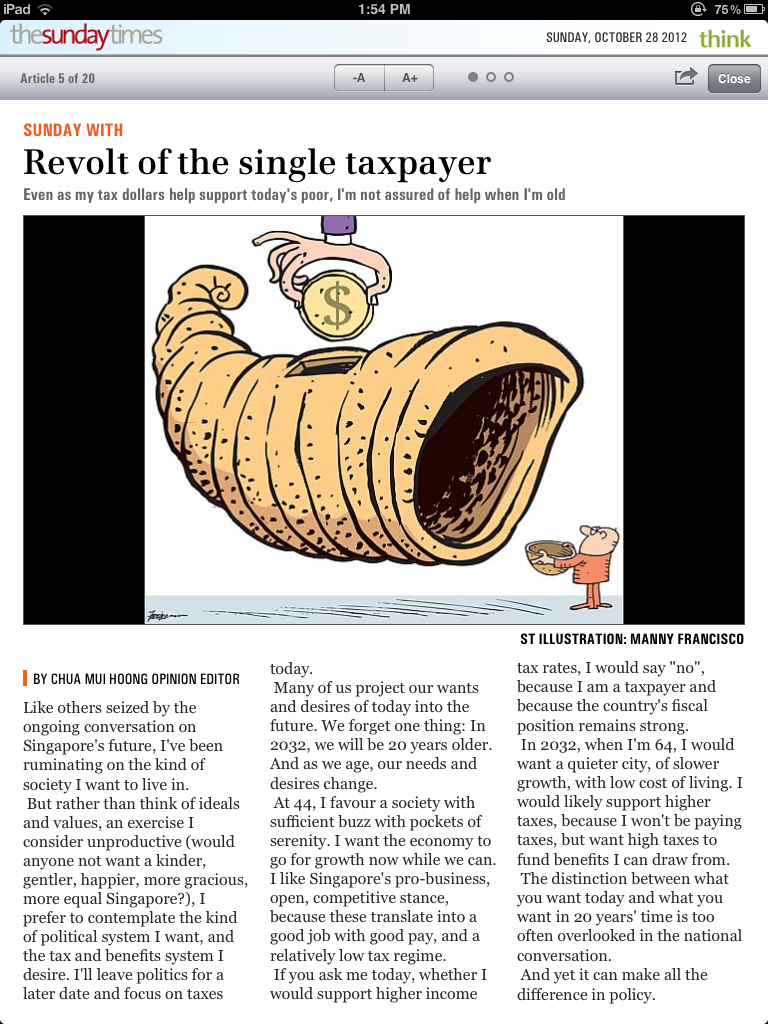 iPad
1:54 PM
75%
thesundaytimes
SUNDAY, OCTOBER 28 2012 think
Article 5 of 20
-A
A+
Close
SUNDAY WITH
Revolt of the single taxpayer
Even as my tax dollars help support today's poor, I'm not assured of help when I'm old
$
ST ILLUSTRATION: MANNY FRANCISCO
BY CHUA MUI HOONG OPINION EDITOR
Like others seized by the
ongoing conversation on
Singapore's future, I've been
ruminating on the kind of
society I want to live in.
But rather than think of ideals
and values, an exercise I
consider unproductive (would
anyone not want a kinder,
gentler, happier, more gracious,
more equal Singapore?), I
prefer to contemplate the kind
of political system I want, and
the tax and benefits system I
desire. I'll leave politics for a
later date and focus on taxes
today.
Many of us project our wants
and desires of today into the
future. We forget one thing: In
2032, we will be 20 years older.
And as we age, our needs and
desires change.
At 44, I favour a society with
sufficient buzz with pockets of
serenity. I want the economy to
go for growth now while we can.
I like Singapore's pro-business,
open, competitive stance,
because these translate into a
good job with good pay, and a
relatively low tax regime.
If you ask me today, whether I
would support higher income
tax rates, I would say "no",
because I am a taxpayer and
because the country's fiscal
position remains strong.
In 2032, when I'm 64, I would
want a quieter city, of slower
growth, with low cost of living. I
would likely support higher
taxes, because I won't be paying
taxes, but want high taxes to
fund benefits I can draw from.
The distinction between what
you want today and what you
want in 20 years' time is too
often overlooked in the national
conversation.
And yet it can make all the
difference in policy.